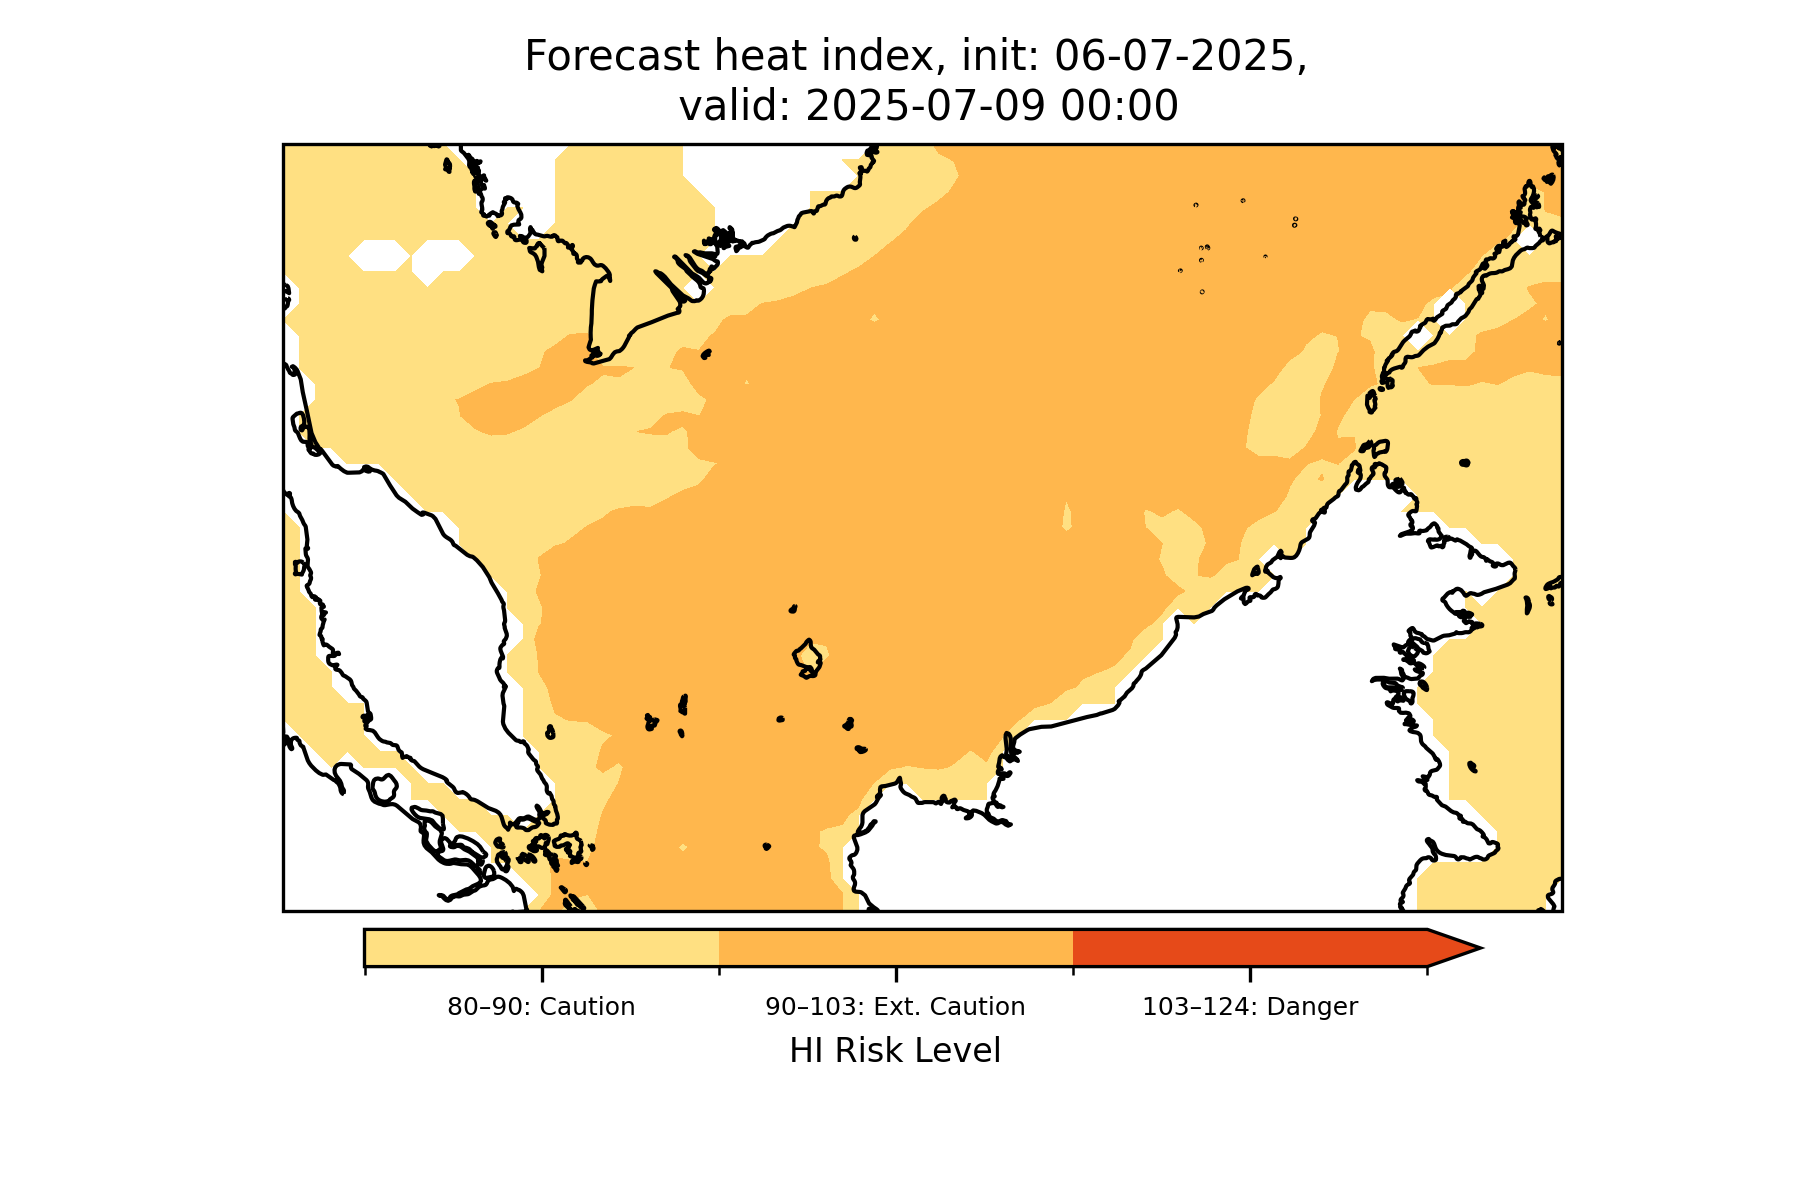 Forecast heat index, init: 06-07-2025,
valid: 2025-07-09 00:00
80–90: Caution
90–103: Ext. Caution
103–124: Danger
HI Risk Level